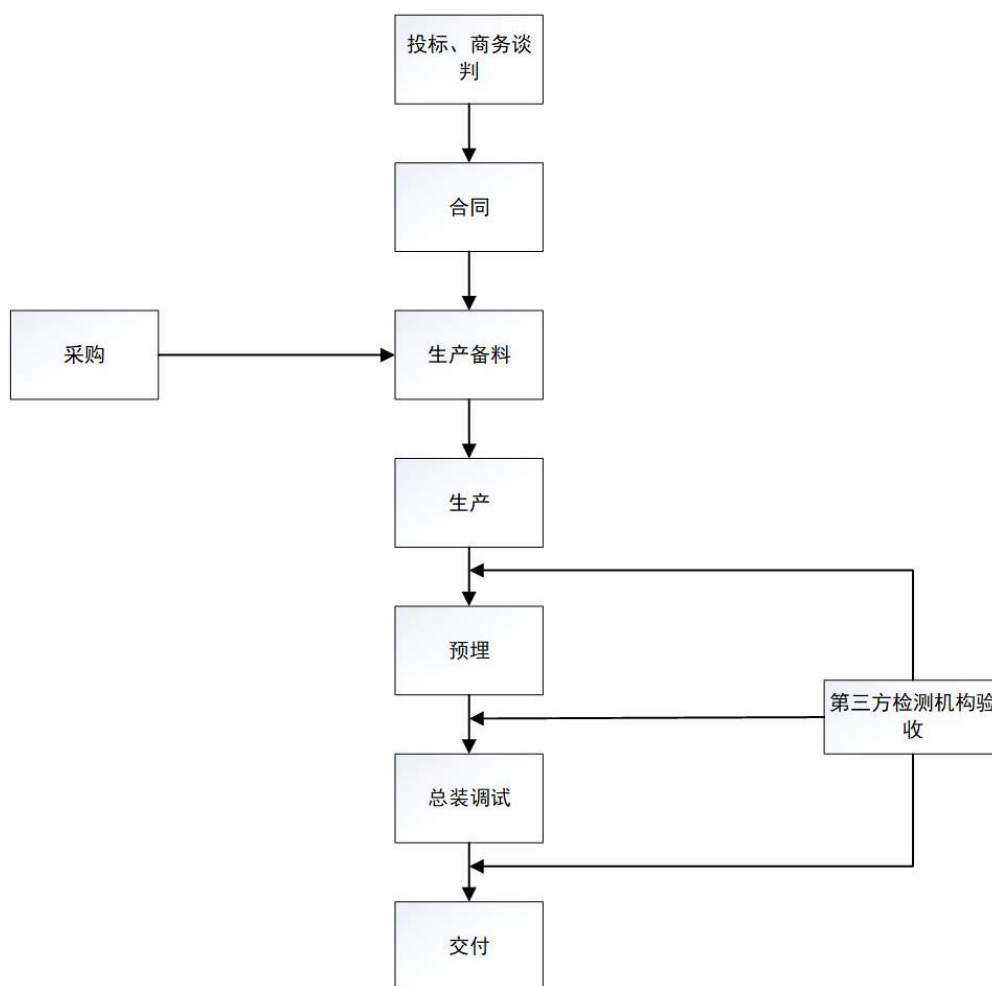 投标、商务谈
判
合同
采购
生产备料
生产
预埋
第三方检测机构验
收
总装调试
交付